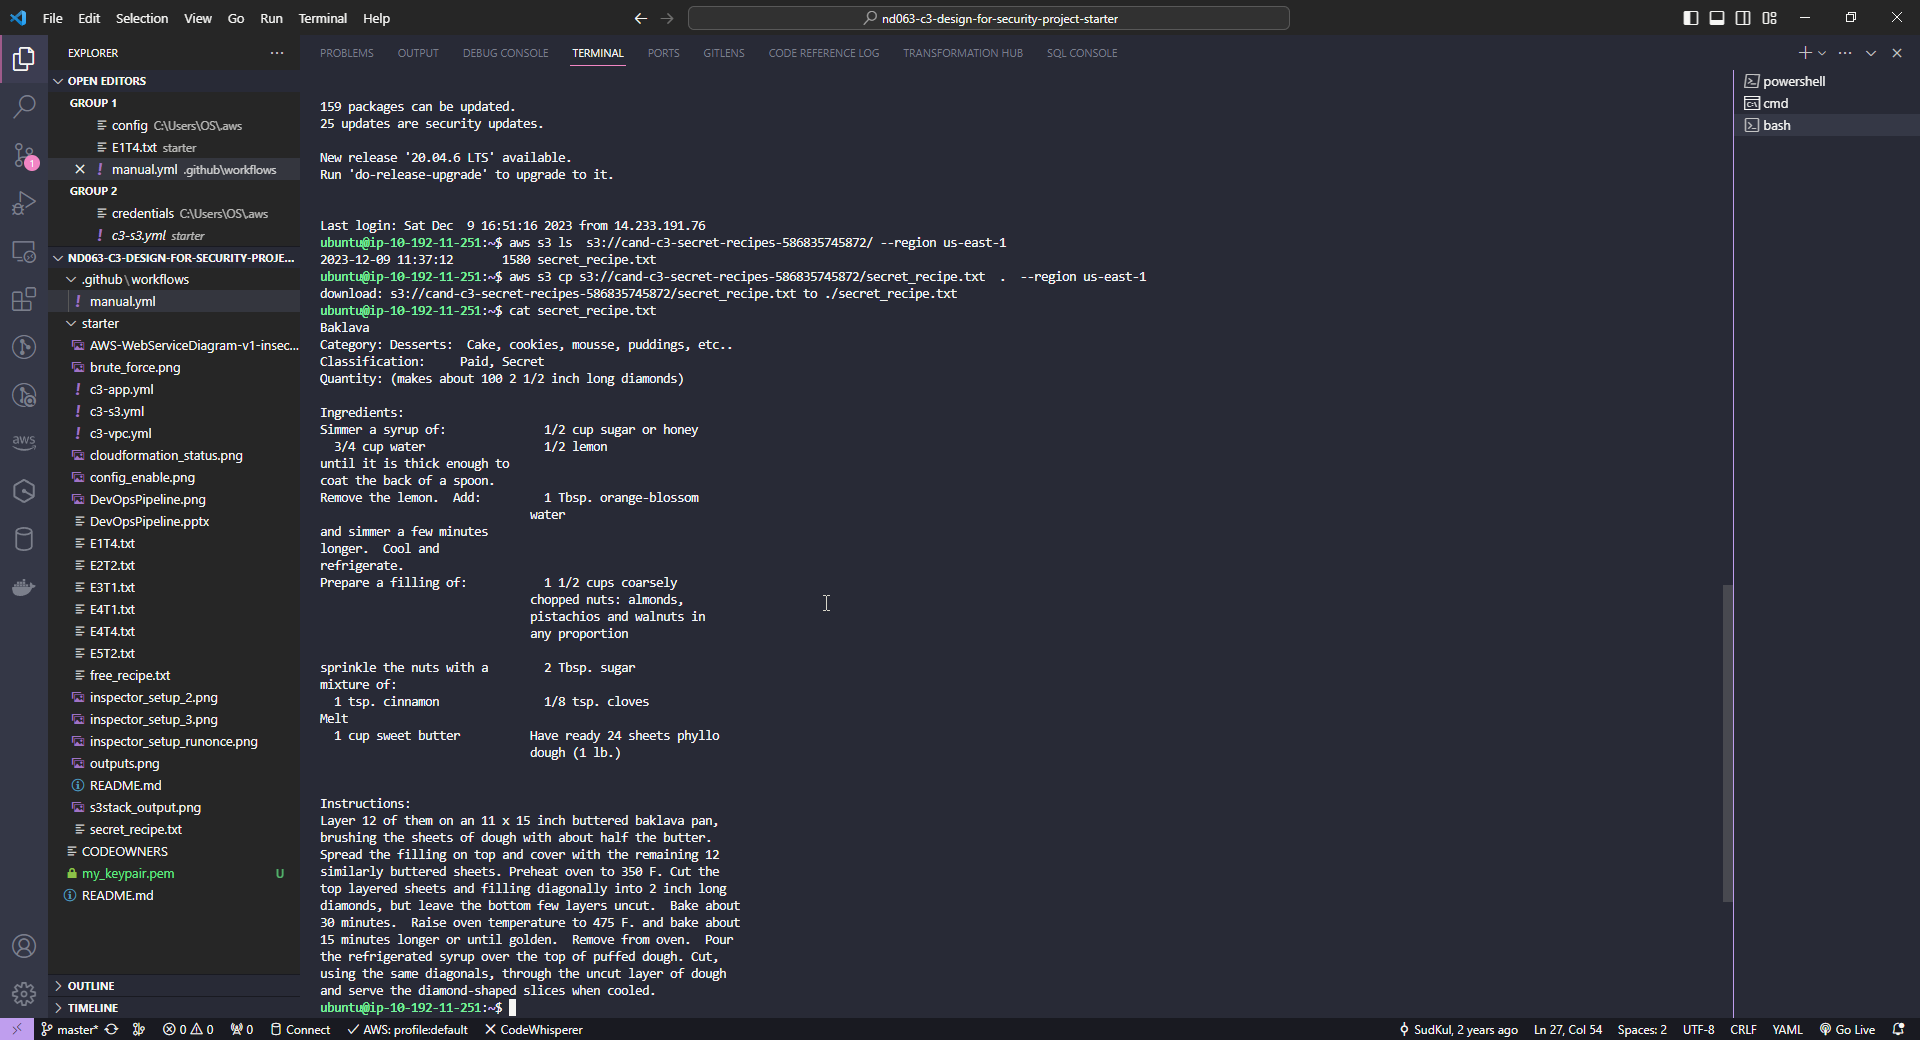 File Edit Selection View Go Run Terminal Help
nd063-c3-design-for-security-project-starter
EXPLORER
OPEN EDITORS
GROUP 1
config C:\Users\OS\.aws
E1T4.txt starter
manual.yml .github\workflows
GROUP 2
credentials C:\Users\OS\.aws
c3-s3.yml starter
ND063-C3-DESIGN-FOR-SECURITY-PROJE...
.github\workflows
manual.yml
starter
AWS-WebServiceDiagram-v1-insec...
brute_force.png
c3-app.yml
c3-s3.yml
c3-vpc.yml
cloudformation_status.png
config_enable.png
DevOpsPipeline.png
DevOpsPipeline.pptx
E1T4.txt
E2T2.txt
E3T1.txt
E4T1.txt
E4T4.txt
E5T2.txt
free_recipe.txt
inspector_setup_2.png
inspector_setup_3.png
inspector_setup_runonce.png
outputs.png
README.md
s3stack_output.png
secret_recipe.txt
CODEOWNERS
my_keypair.pem U
README.md
OUTLINE
TIMELINE
1
aws
PROBLEMS OUTPUT DEBUG CONSOLE TERMINAL PORTS GITLENS CODE REFERENCE LOG TRANSFORMATION HUB SQL CONSOLE
159 packages can be updated.
25 updates are security updates.
New release '20.04.6 LTS' available.
Run 'do-release-upgrade' to upgrade to it.
Last login: Sat Dec  9 16:51:16 2023 from 14.233.191.76
ubuntu@ip-10-192-11-251:~$ aws s3 ls  s3://cand-c3-secret-recipes-586835745872/ --region us-east-1
2023-12-09 11:37:12       1580 secret_recipe.txt
ubuntu@ip-10-192-11-251:~$ aws s3 cp s3://cand-c3-secret-recipes-586835745872/secret_recipe.txt  .  --region us-east-1
download: s3://cand-c3-secret-recipes-586835745872/secret_recipe.txt to ./secret_recipe.txt
ubuntu@ip-10-192-11-251:~$ cat secret_recipe.txt
Baklava
Category: Desserts:  Cake, cookies, mousse, puddings, etc..
Classification:     Paid, Secret
Quantity: (makes about 100 2 1/2 inch long diamonds)
Ingredients:
Simmer a syrup of:              1/2 cup sugar or honey
  3/4 cup water                 1/2 lemon
until it is thick enough to
coat the back of a spoon.
Remove the lemon.  Add:         1 Tbsp. orange-blossom
                              water
and simmer a few minutes
longer.  Cool and
refrigerate.
Prepare a filling of:           1 1/2 cups coarsely
                              chopped nuts: almonds,
                              pistachios and walnuts in
                              any proportion
sprinkle the nuts with a        2 Tbsp. sugar
mixture of:
  1 tsp. cinnamon               1/8 tsp. cloves
Melt
  1 cup sweet butter          Have ready 24 sheets phyllo
                              dough (1 lb.)
Instructions:
Layer 12 of them on an 11 x 15 inch buttered baklava pan,
brushing the sheets of dough with about half the butter.
Spread the filling on top and cover with the remaining 12
similarly buttered sheets. Preheat oven to 350 F. Cut the
top layered sheets and filling diagonally into 2 inch long
diamonds, but leave the bottom few layers uncut.  Bake about
30 minutes.  Raise oven temperature to 475 F. and bake about
15 minutes longer or until golden.  Remove from oven.  Pour
the refrigerated syrup over the top of puffed dough. Cut,
using the same diagonals, through the uncut layer of dough
and serve the diamond-shaped slices when cooled.
ubuntu@ip-10-192-11-251:~$
powershell
cmd
bash
master* 0 0 0 Connect AWS: profile:default CodeWhisperer SudKul, 2 years ago Ln 27, Col 54 Spaces: 2 UTF-8 CRLF YAML Go Live